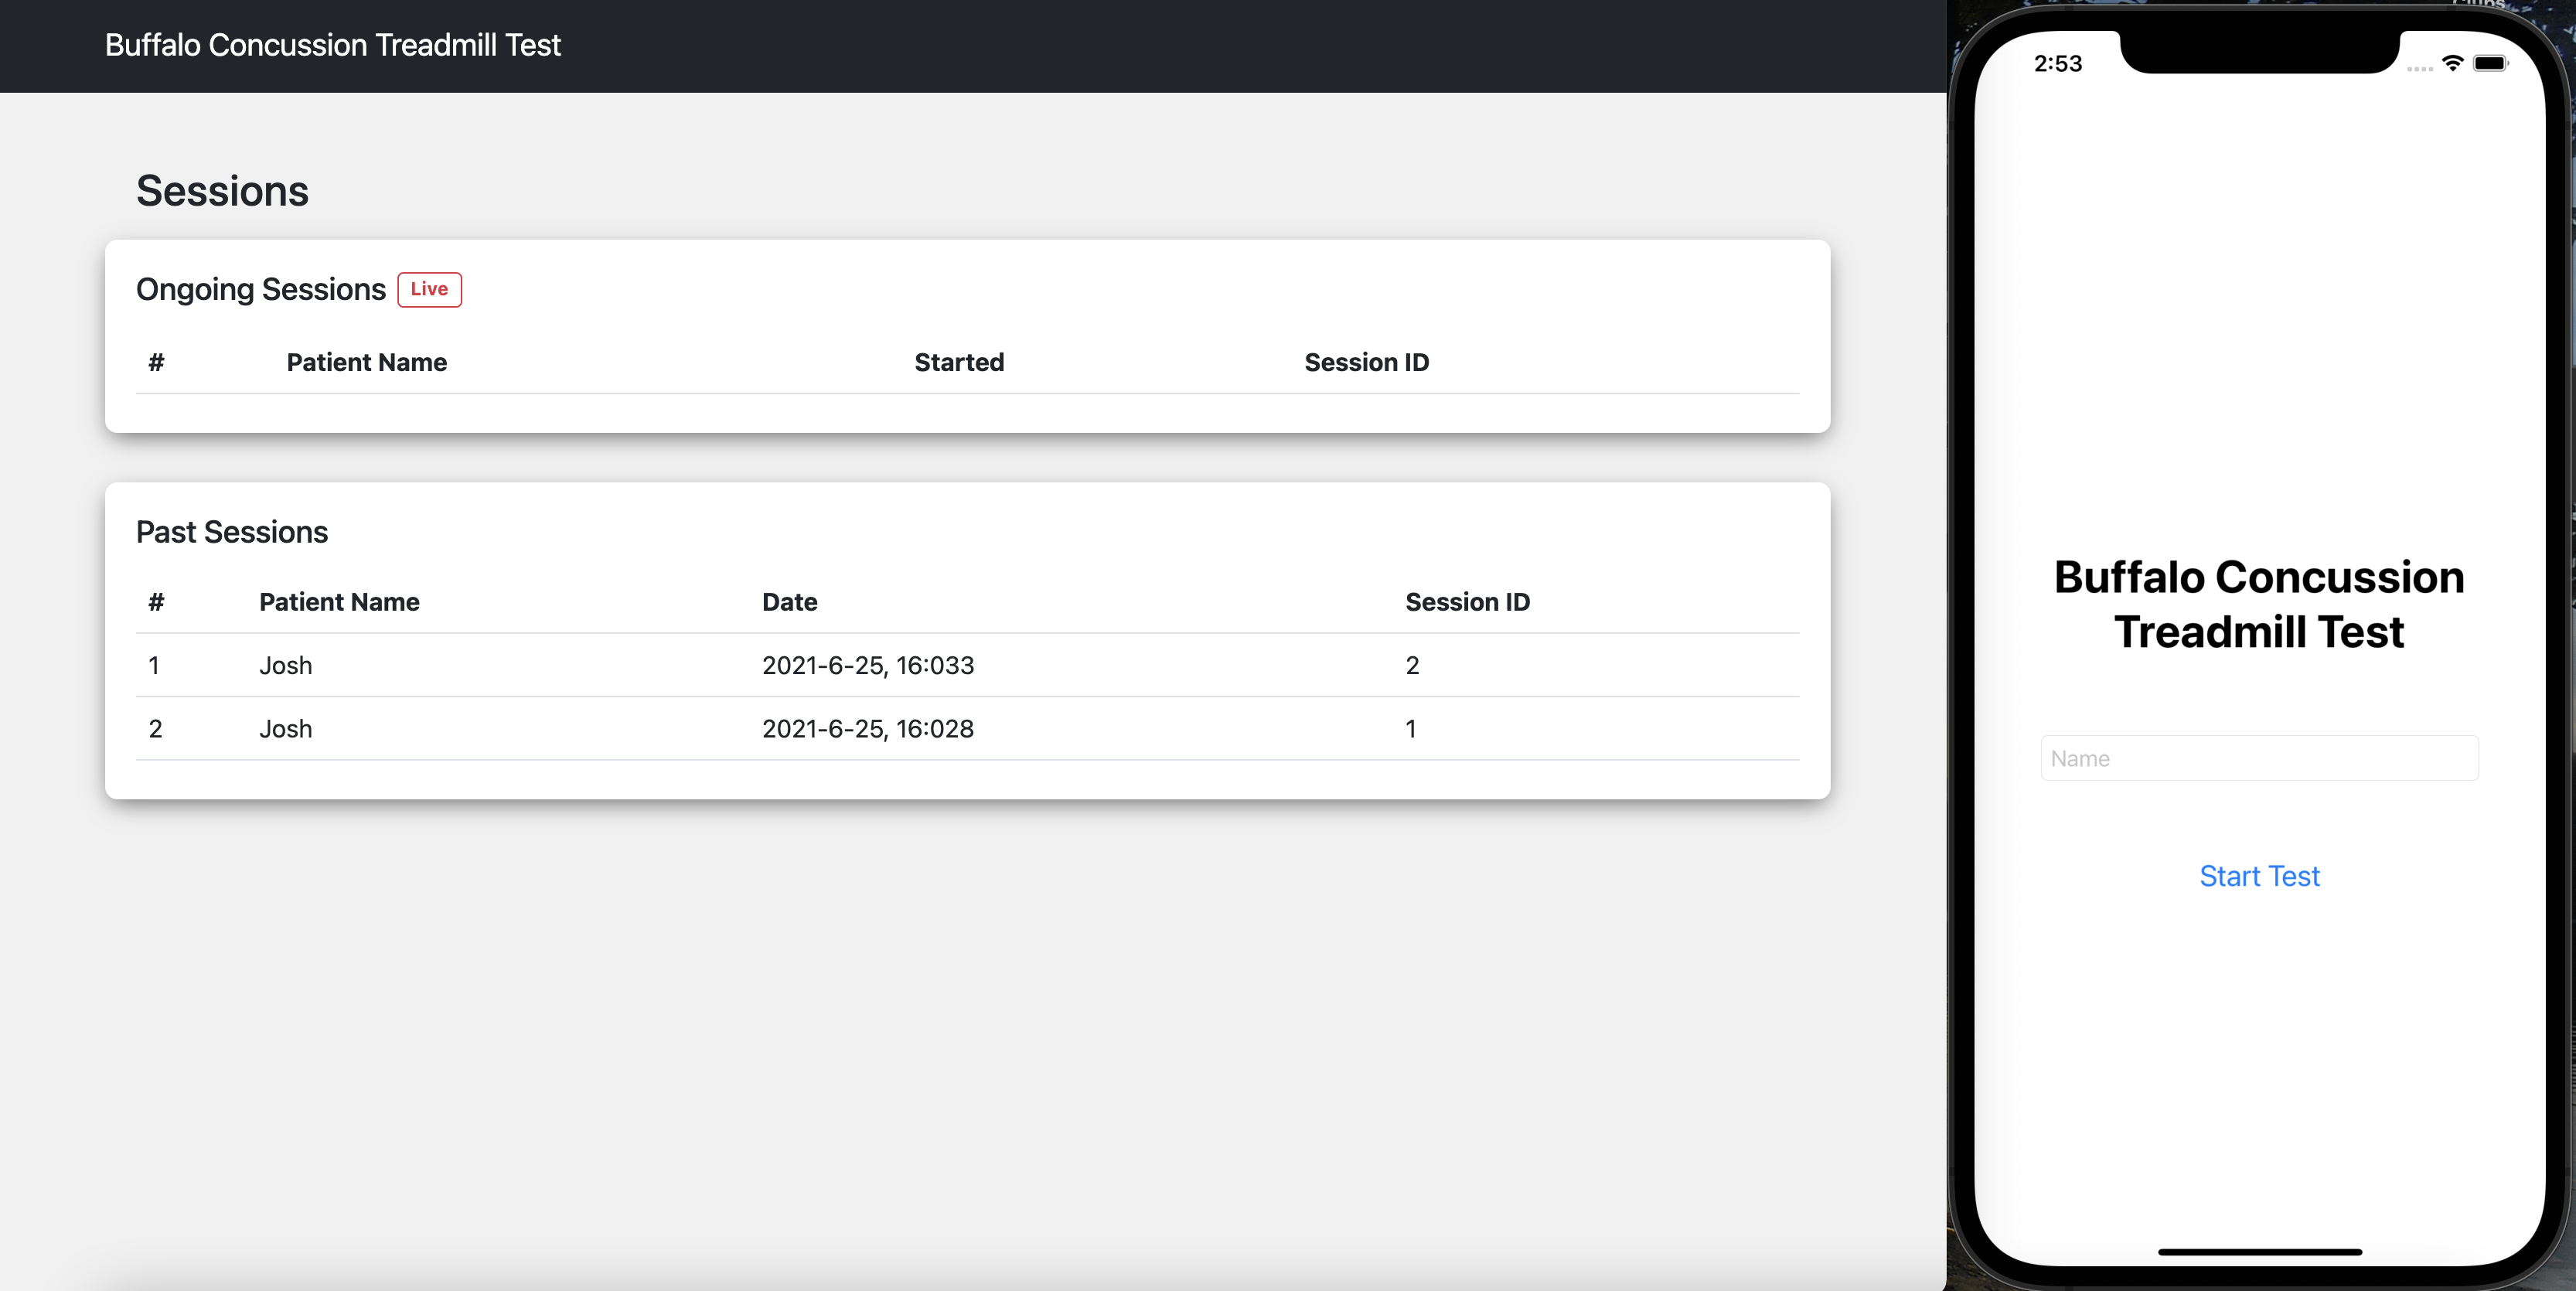 Buffalo Concussion Treadmill Test
Sessions
Ongoing Sessions Live
# Patient Name Started Session ID
Past Sessions
# Patient Name Date Session ID
1 Josh 2021-6-25, 16:033 2
2 Josh 2021-6-25, 16:028 1
2:53
Buffalo Concussion
Treadmill Test
Name
Start Test